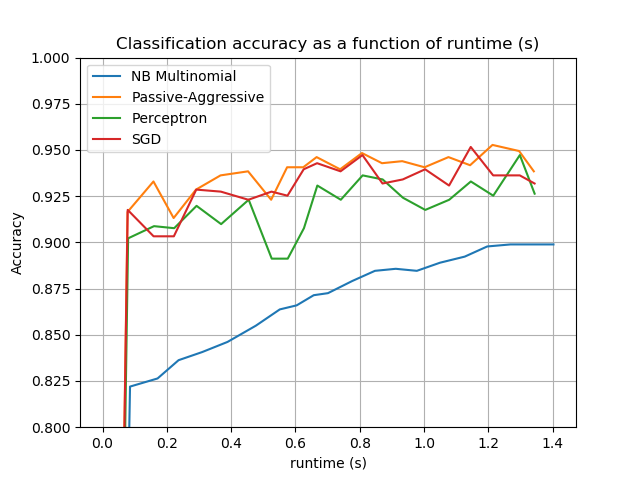 Classification accuracy as a function of runtime (s)
1.000
0.975
0.950
0.925
0.900
0.875
0.850
0.825
0.800
Accuracy
NB Multinomial
Passive-Aggressive
Perceptron
SGD
0.0 0.2 0.4 0.6 0.8 1.0 1.2 1.4
runtime (s)